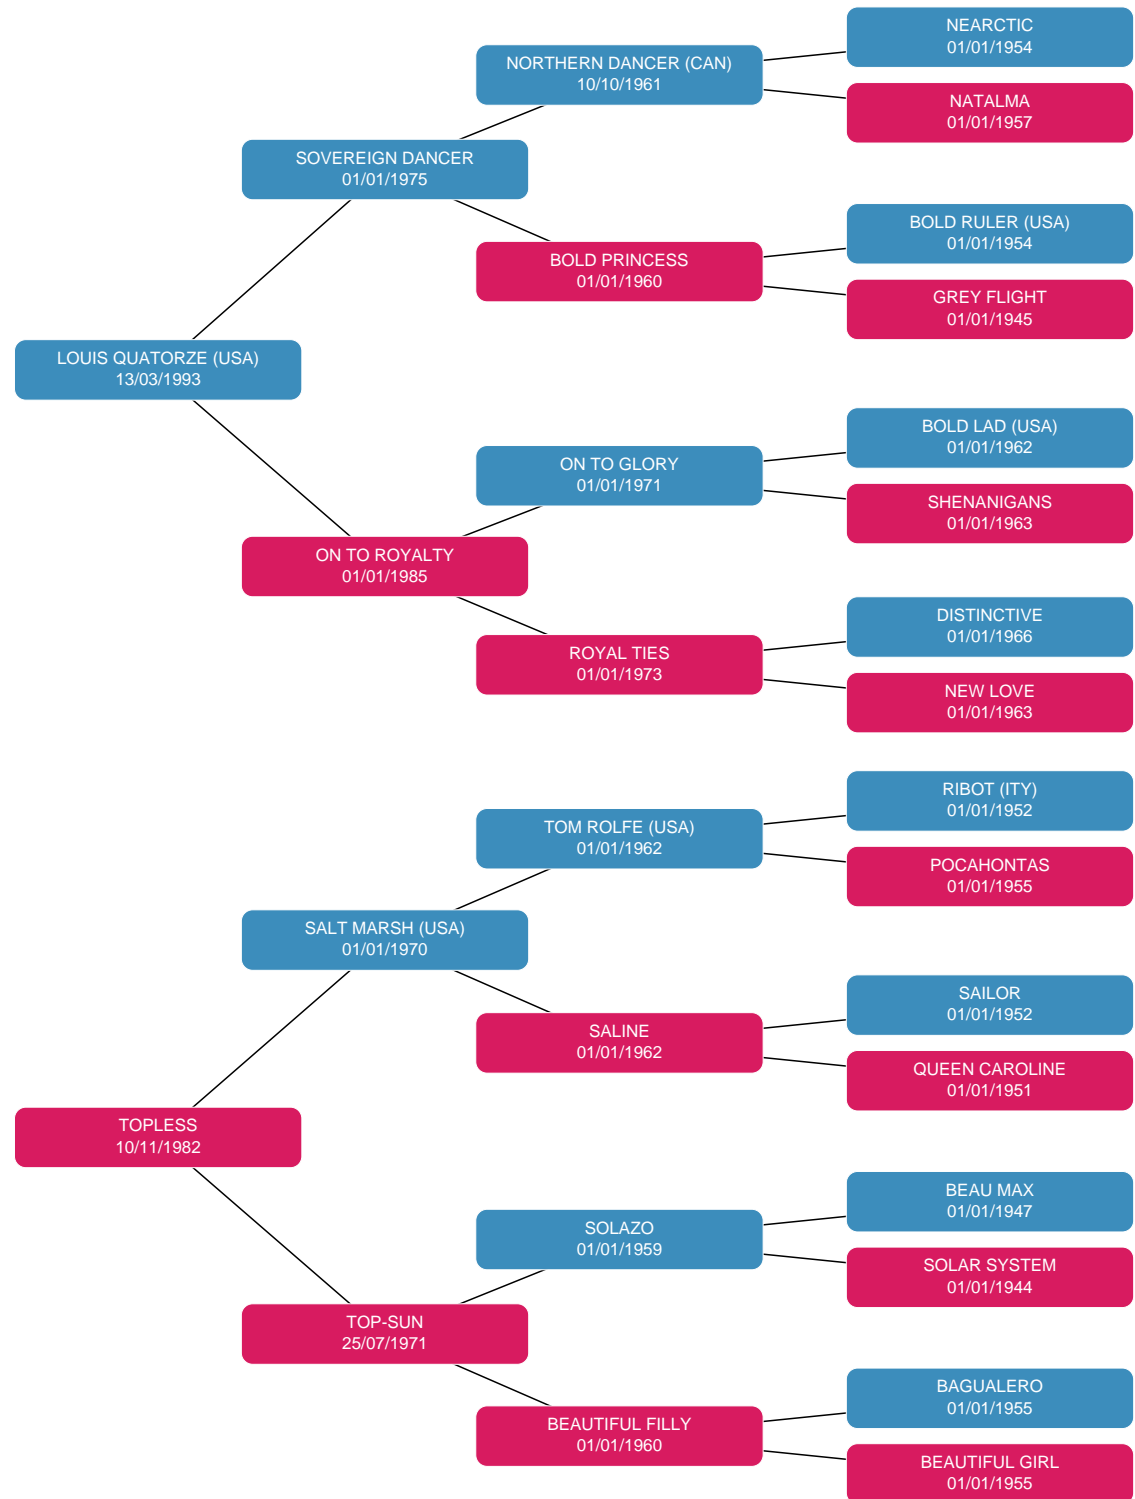 NEARCTIC
01/01/1954
NORTHERN DANCER (CAN)
10/10/1961
NATALMA
01/01/1957
SOVEREIGN DANCER
01/01/1975
BOLD RULER (USA)
01/01/1954
BOLD PRINCESS
01/01/1960
GREY FLIGHT
01/01/1945
LOUIS QUATORZE (USA)
13/03/1993
BOLD LAD (USA)
01/01/1962
ON TO GLORY
01/01/1971
SHENANIGANS
01/01/1963
ON TO ROYALTY
01/01/1985
DISTINCTIVE
01/01/1966
ROYAL TIES
01/01/1973
NEW LOVE
01/01/1963
RIBOT (ITY)
01/01/1952
TOM ROLFE (USA)
01/01/1962
POCAHONTAS
01/01/1955
SALT MARSH (USA)
01/01/1970
SAILOR
01/01/1952
SALINE
01/01/1962
QUEEN CAROLINE
01/01/1951
TOPLESS
10/11/1982
BEAU MAX
01/01/1947
SOLAZO
01/01/1959
SOLAR SYSTEM
01/01/1944
TOP-SUN
25/07/1971
BAGUALERO
01/01/1955
BEAUTIFUL FILLY
01/01/1960
BEAUTIFUL GIRL
01/01/1955